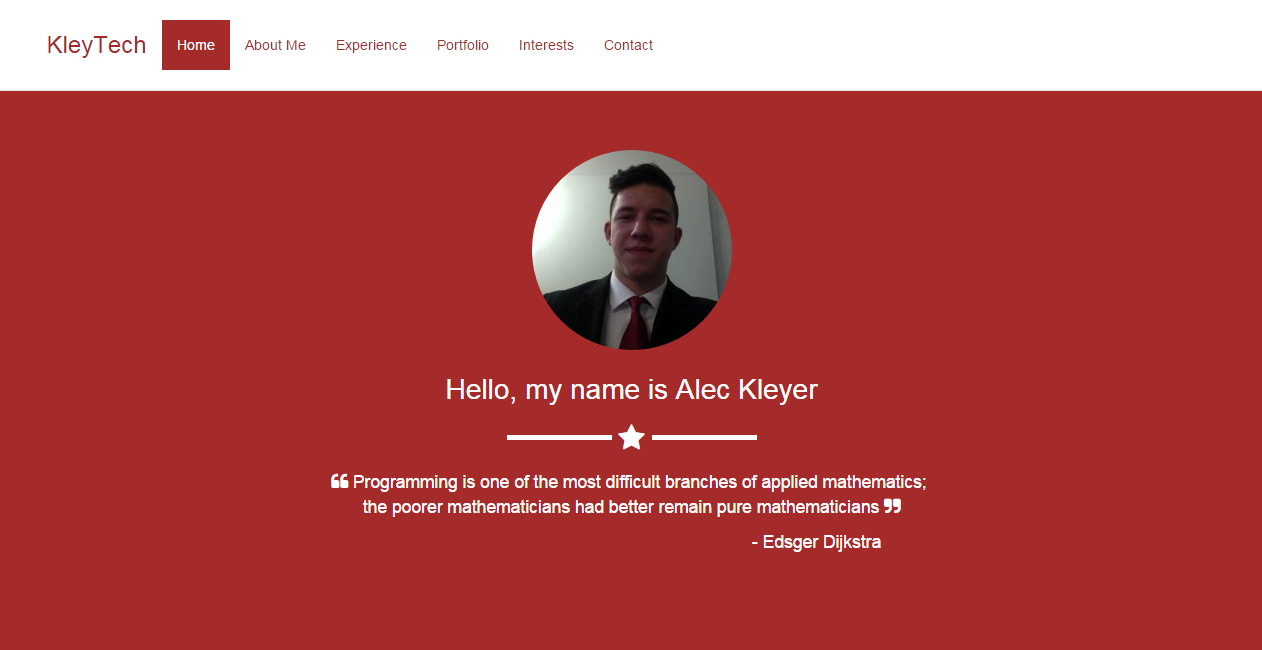 KleyTech Home About Me Experience Portfolio Interests Contact
Hello, my name is Alec Kleyer
❝ Programming is one of the most difficult branches of applied mathematics;
the poorer mathematicians had better remain pure mathematicians ❞
- Edsger Dijkstra